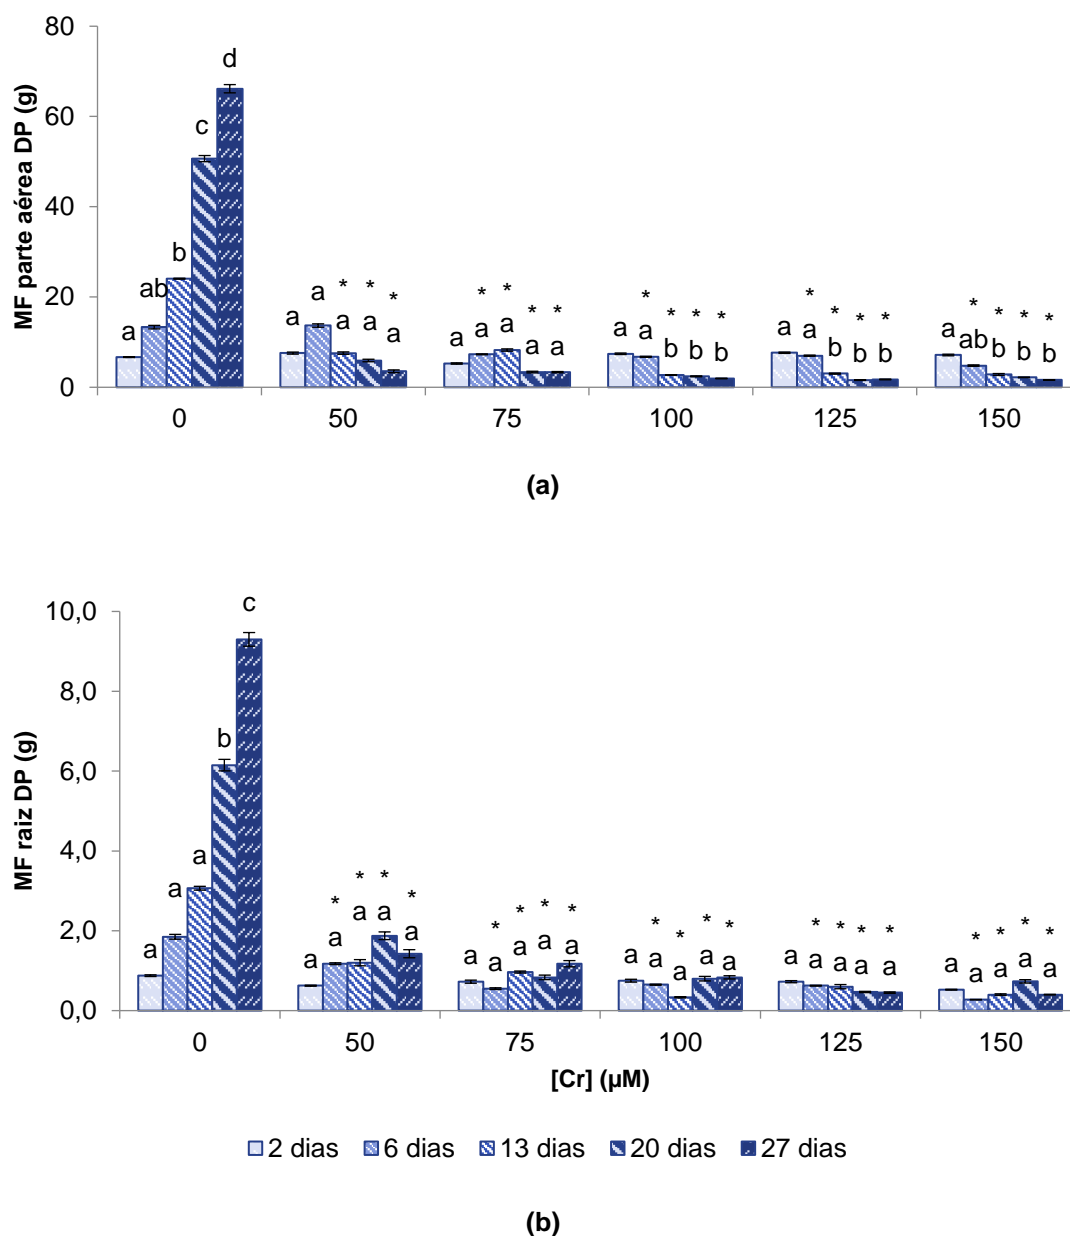 80
60
40
20
0
MF parte aérea DP (g)
a ab b c d
a a * a * a * a
a * a * a * a * a
a * a * b * b * b
a * a * b * b * b
a * ab * b * b * b
0 50 75 100 125 150
(a)
10,0
8,0
6,0
4,0
2,0
0,0
MF raiz DP (g)
a a a b c
a * a * a * a * a
a * a * a * a * a
a * a * a * a * a
a * a * a * a * a
a * a * a * a * a
0 50 75 100 125 150
[Cr] (µM)
2 dias 6 dias 13 dias 20 dias 27 dias
(b)